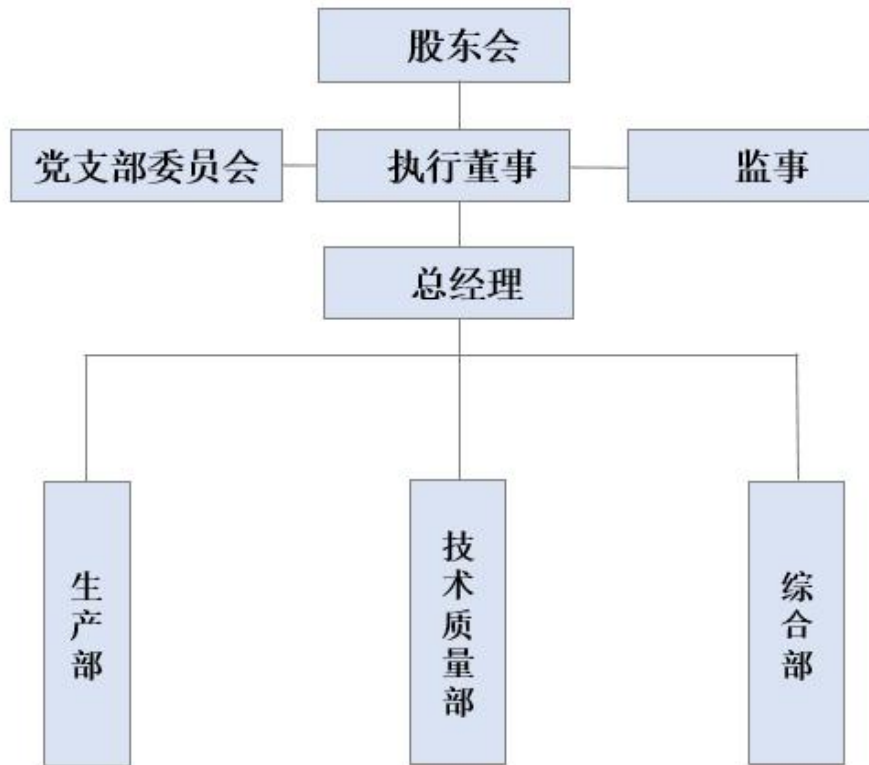 股东会
党支部委员会
执行董事
监事
总经理
生产部
技术质量部
综合部